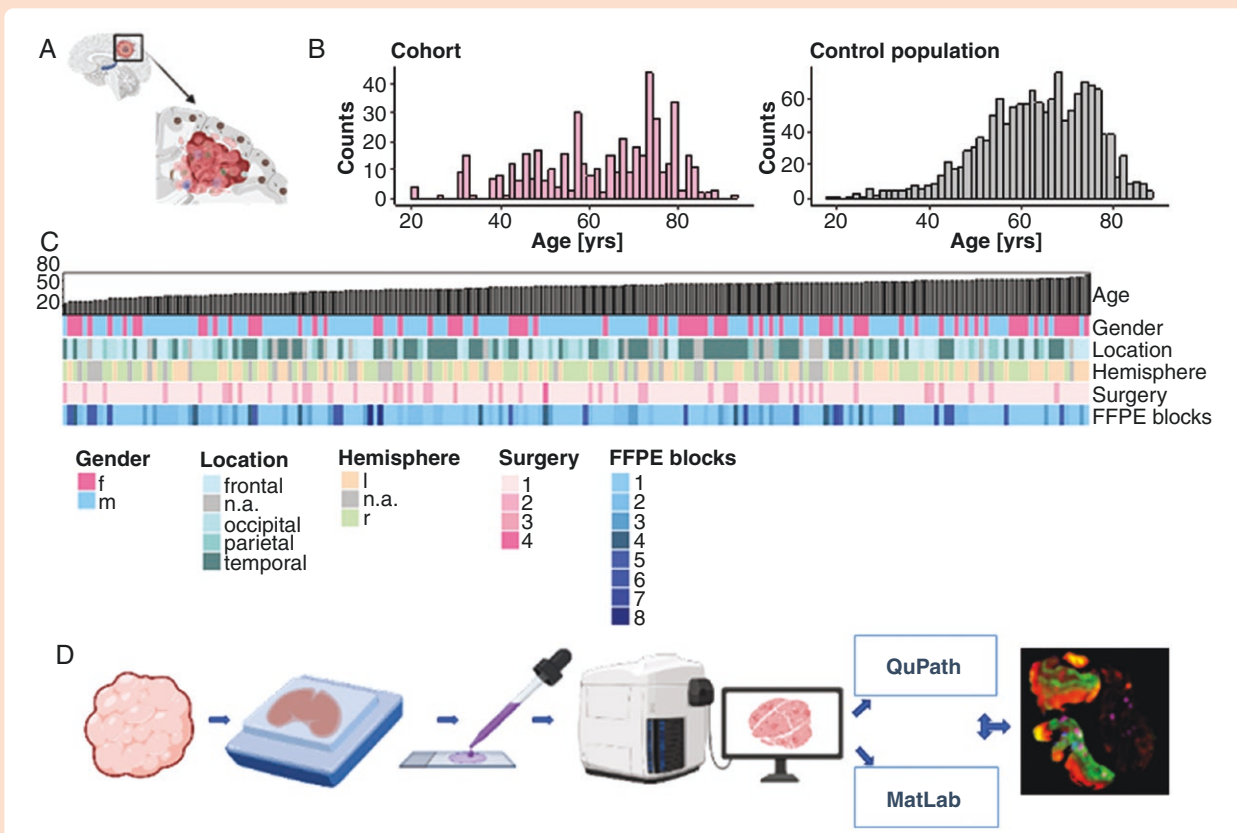 A
B
Cohort
Counts
40
30
20
10
0
20 40 60 80
Age [yrs]
Control population
Counts
60
40
20
0
20 40 60 80
Age [yrs]
C
80
50
20
Age
Gender
Location
Hemisphere
Surgery
FFPE blocks
Gender
f
m
Location
frontal
n.a.
occipital
parietal
temporal
Hemisphere
l
n.a.
r
Surgery
1
2
3
4
FFPE blocks
1
2
3
4
5
6
7
8
D
QuPath
MatLab